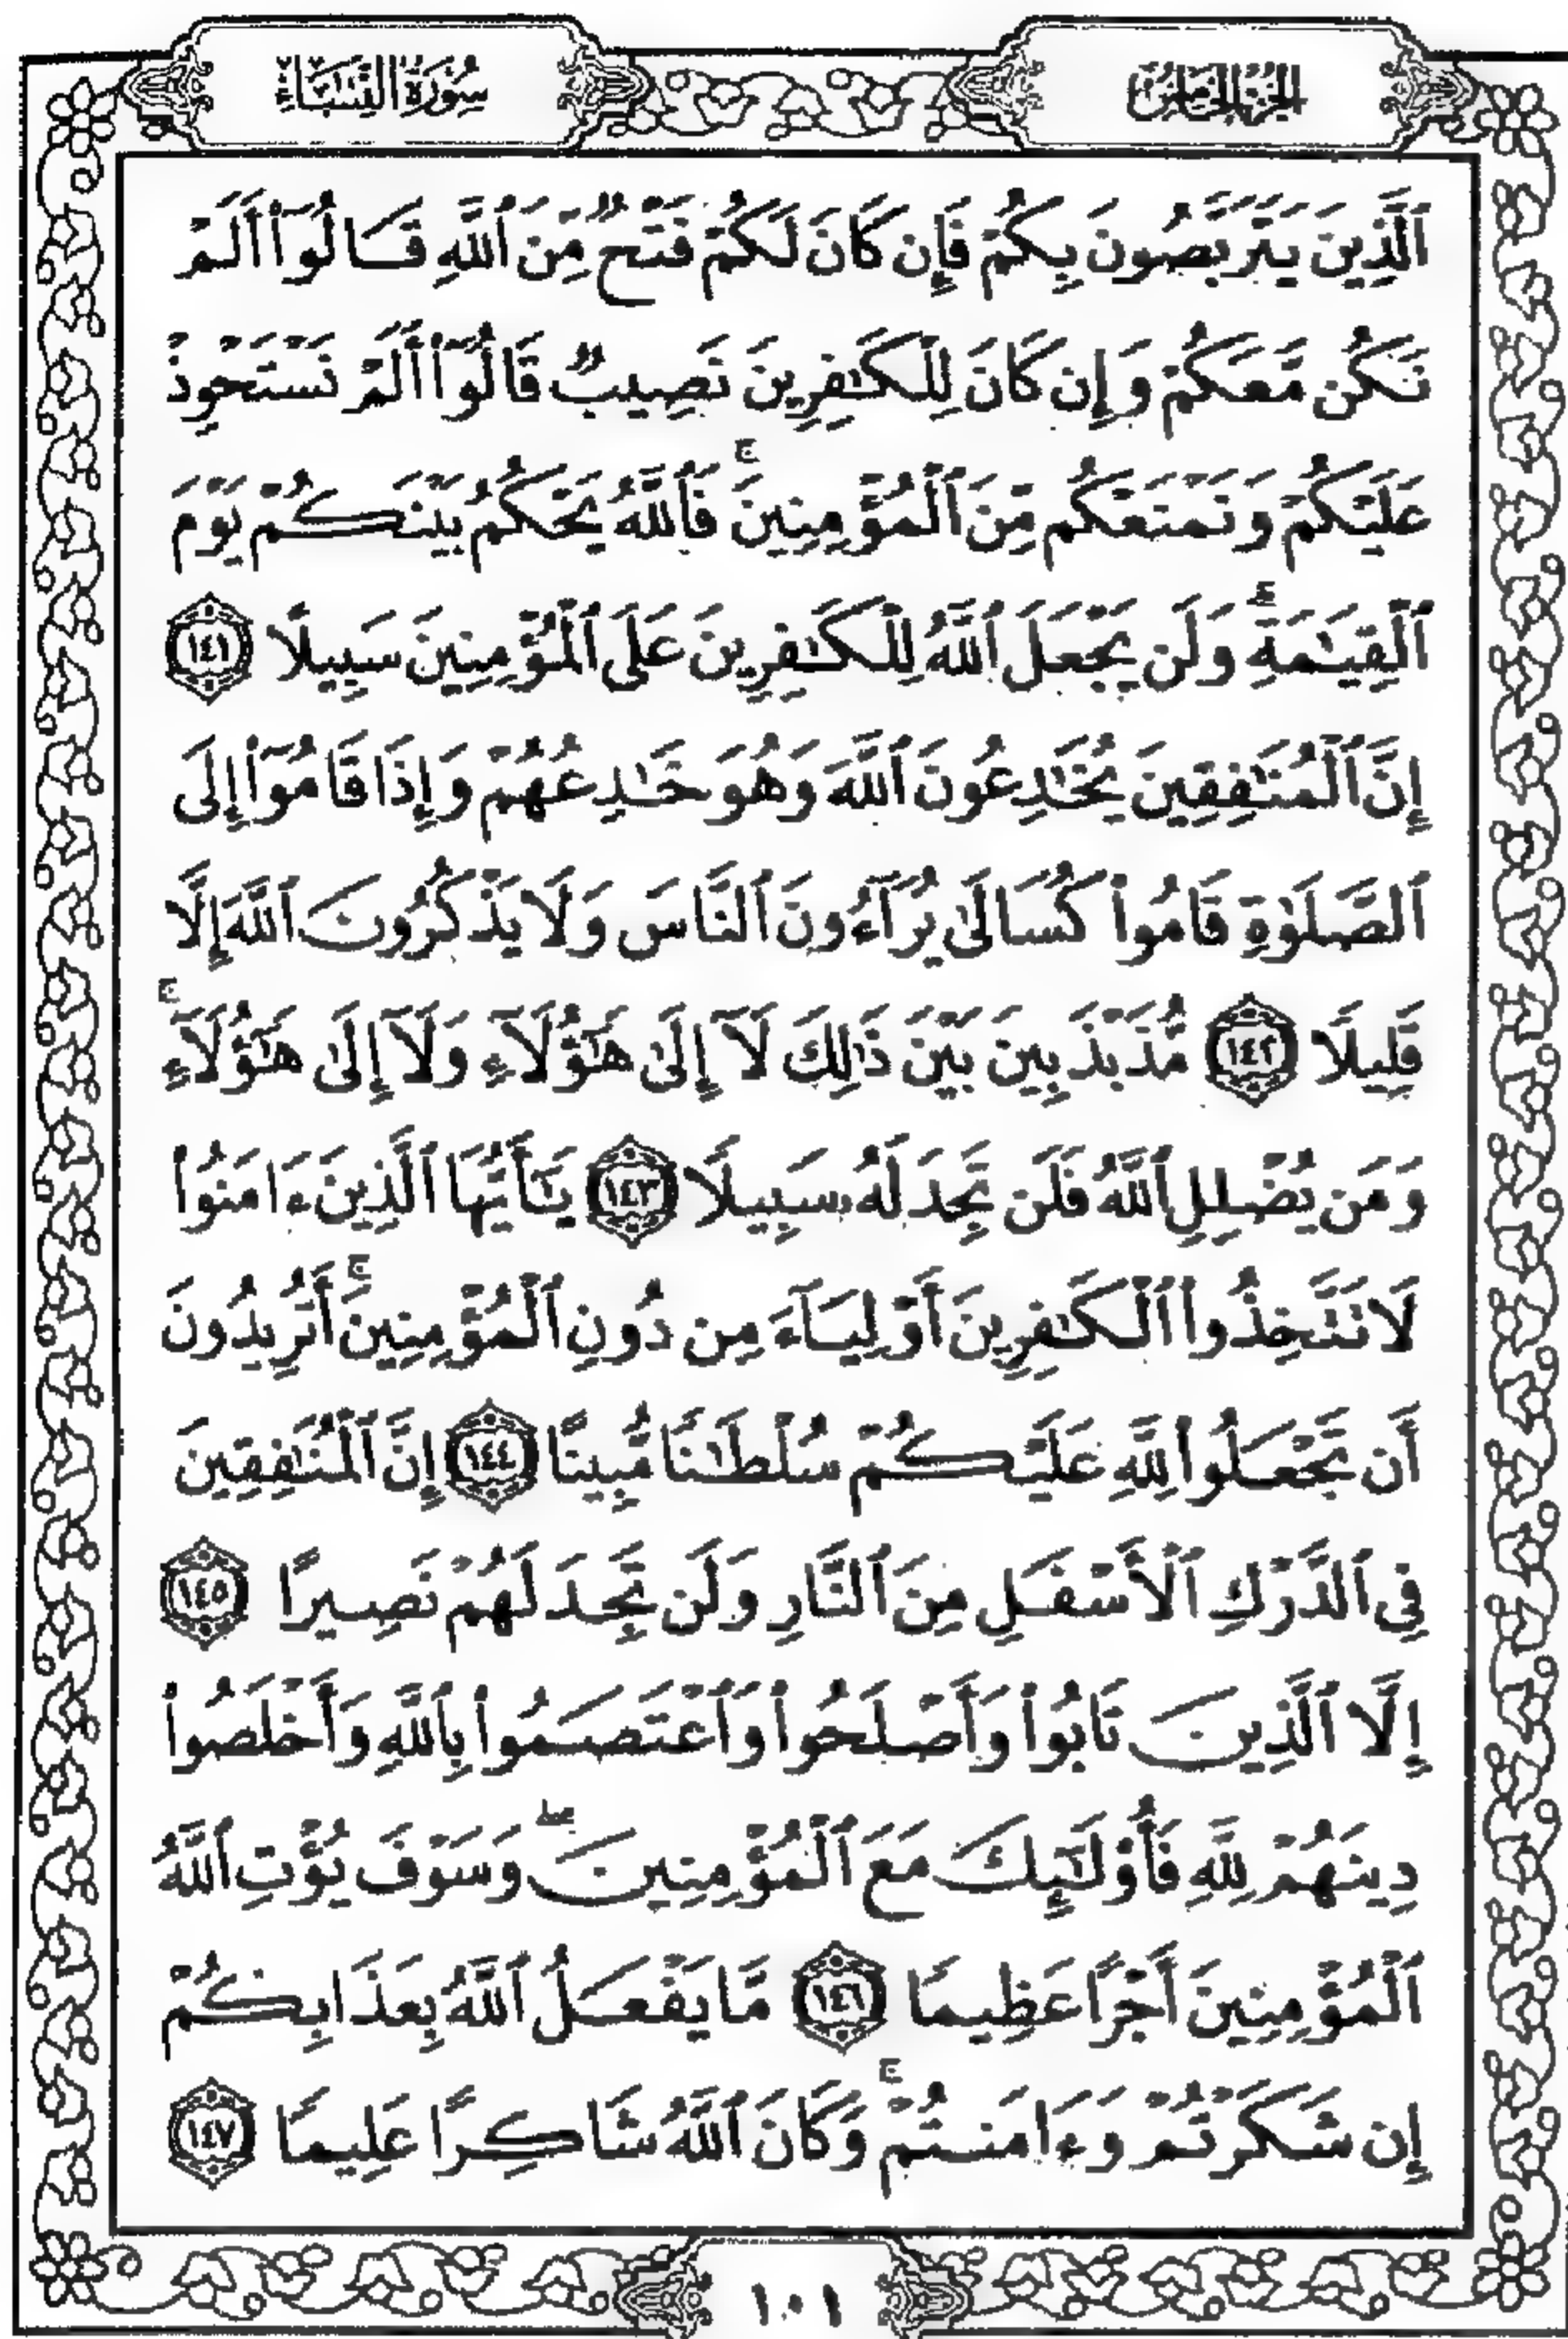 الجزء الخامس
سورة النساء
ٱلَّذِينَ يَتَرَبَّصُونَ بِكُمْ فَإِن كَانَ لَكُمْ فَتْحٌ مِّنَ ٱللَّهِ قَالُوٓا۟ أَلَمْ
نَكُن مَّعَكُمْ وَإِن كَانَ لِلْكَـٰفِرِينَ نَصِيبٌ قَالُوٓا۟ أَلَمْ نَسْتَحْوِذْ
عَلَيْكُمْ وَنَمْنَعْكُم مِّنَ ٱلْمُؤْمِنِينَ ۚ فَٱللَّهُ يَحْكُمُ بَيْنَكُمْ يَوْمَ
ٱلْقِيَـٰمَةِ ۗ وَلَن يَجْعَلَ ٱللَّهُ لِلْكَـٰفِرِينَ عَلَى ٱلْمُؤْمِنِينَ سَبِيلًا ١٤١
إِنَّ ٱلْمُنَـٰفِقِينَ يُخَـٰدِعُونَ ٱللَّهَ وَهُوَ خَـٰدِعُهُمْ وَإِذَا قَامُوٓا۟ إِلَى
ٱلصَّلَوٰةِ قَامُوا۟ كُسَالَىٰ يُرَآءُونَ ٱلنَّاسَ وَلَا يَذْكُرُونَ ٱللَّهَ إِلَّا
قَلِيلًا ١٤٢ مُّذَبْذَبِينَ بَيْنَ ذَٰلِكَ لَآ إِلَىٰ هَـٰٓؤُلَآءِ وَلَآ إِلَىٰ هَـٰٓؤُلَآءِ ۚ
وَمَن يُضْلِلِ ٱللَّهُ فَلَن تَجِدَ لَهُۥ سَبِيلًا ١٤٣ يَـٰٓأَيُّهَا ٱلَّذِينَ ءَامَنُوا۟
لَا تَتَّخِذُوا۟ ٱلْكَـٰفِرِينَ أَوْلِيَآءَ مِن دُونِ ٱلْمُؤْمِنِينَ ۚ أَتُرِيدُونَ
أَن تَجْعَلُوا۟ لِلَّهِ عَلَيْكُمْ سُلْطَـٰنًا مُّبِينًا ١٤٤ إِنَّ ٱلْمُنَـٰفِقِينَ
فِى ٱلدَّرْكِ ٱلْأَسْفَلِ مِنَ ٱلنَّارِ وَلَن تَجِدَ لَهُمْ نَصِيرًا ١٤٥
إِلَّا ٱلَّذِينَ تَابُوا۟ وَأَصْلَحُوا۟ وَٱعْتَصَمُوا۟ بِٱللَّهِ وَأَخْلَصُوا۟
دِينَهُمْ لِلَّهِ فَأُو۟لَـٰٓئِكَ مَعَ ٱلْمُؤْمِنِينَ ۖ وَسَوْفَ يُؤْتِ ٱللَّهُ
ٱلْمُؤْمِنِينَ أَجْرًا عَظِيمًا ١٤٦ مَّا يَفْعَلُ ٱللَّهُ بِعَذَابِكُمْ
إِن شَكَرْتُمْ وَءَامَنتُمْ ۚ وَكَانَ ٱللَّهُ شَاكِرًا عَلِيمًا ١٤٧
١٠١